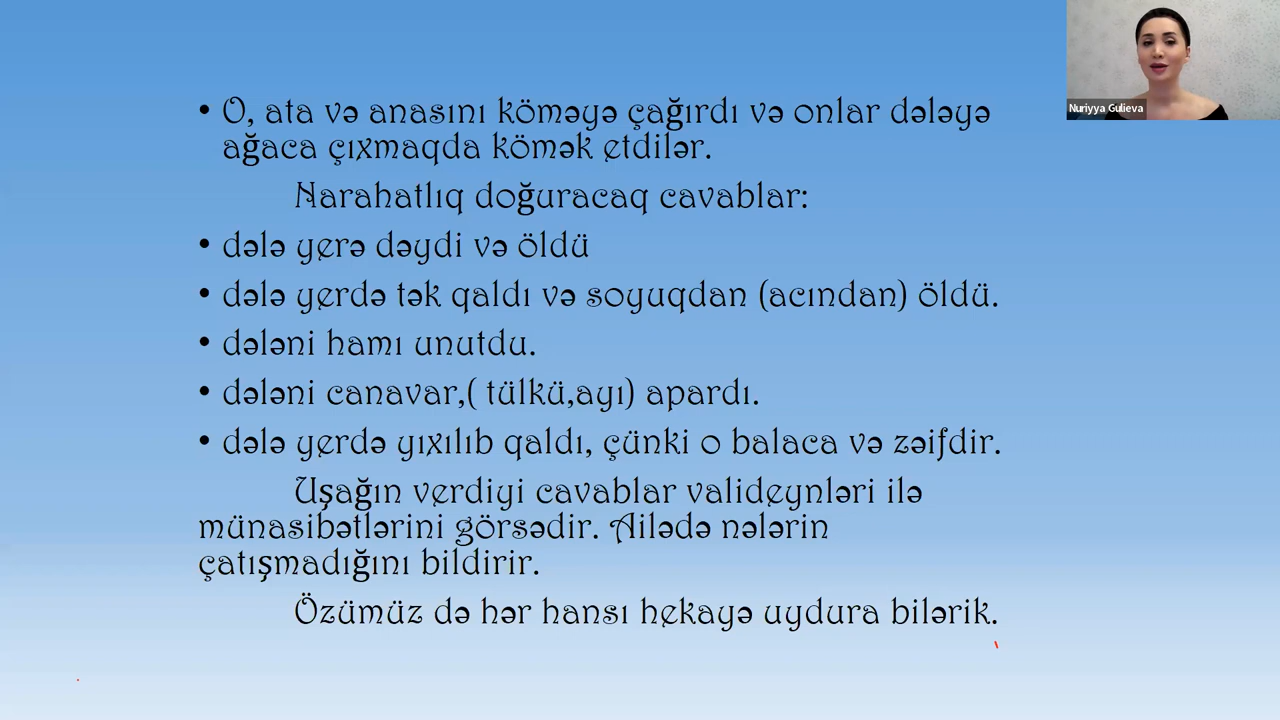 • O, ata və anasını köməyə çağırdı və onlar dələyə
ağaca çıxmaqda kömək etdilər.
Narahatlıq doğuracaq cavablar:
• dələ yerə dəydi və öldü
• dələ yerdə tək qaldı və soyuqdan (acından) öldü.
• dələni hamı unutdu.
• dələni canavar,( tülkü,ayı) apardı.
• dələ yerdə yıxılıb qaldı, çünki o balaca və zəifdir.
Uşağın verdiyi cavablar valideynləri ilə
münasibətlərini görsədir. Ailədə nələrin
çatışmadığını bildirir.
Özümüz də hər hansı hekayə uydura bilərik.
Nuriyya Gulieva